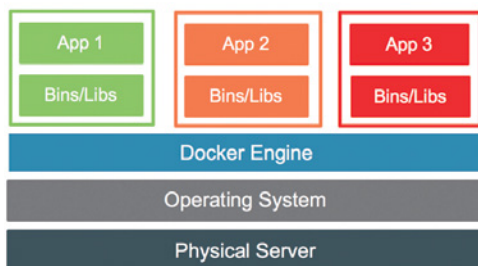 App 1 App 2 App 3
Bins/Libs Bins/Libs Bins/Libs
Docker Engine
Operating System
Physical Server